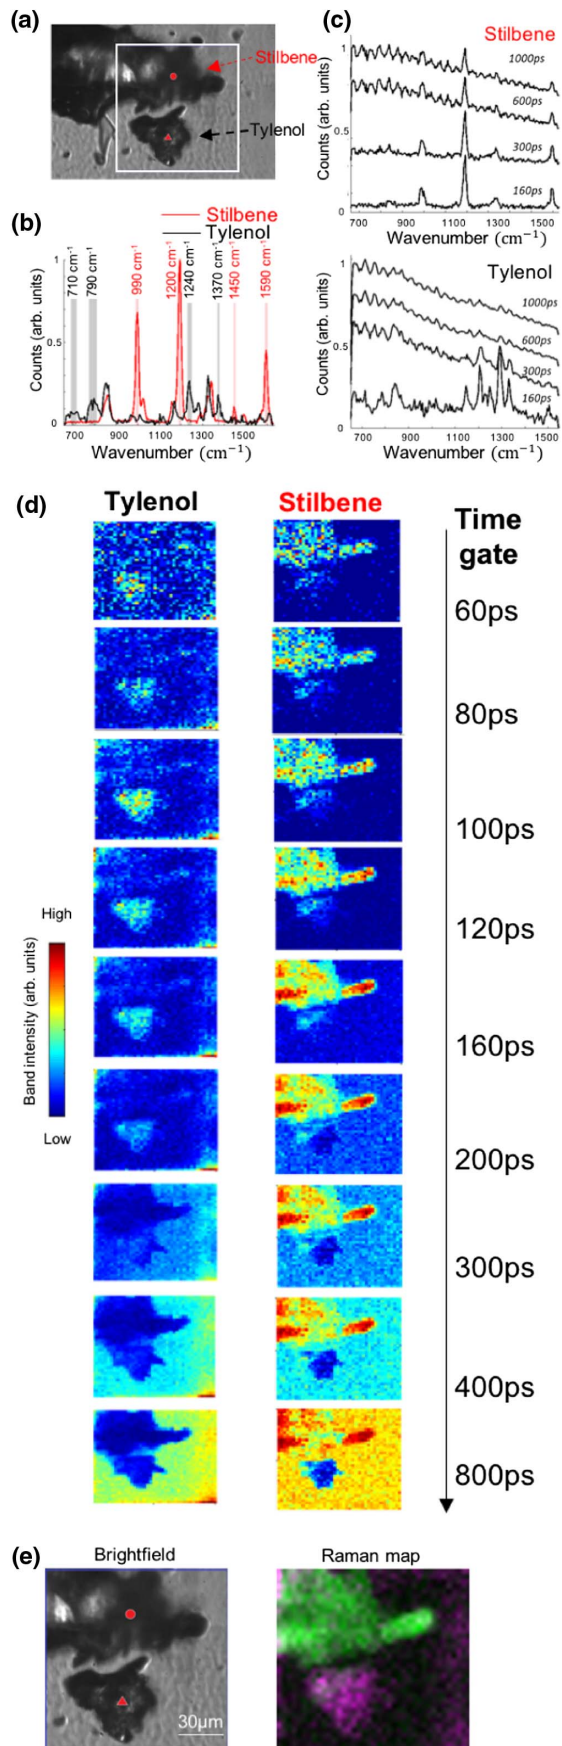 (a)
Stilbene
Tylenol
(b)
Stilbene
Tylenol
710 cm⁻¹
790 cm⁻¹
990 cm⁻¹
1200 cm⁻¹
1240 cm⁻¹
1370 cm⁻¹
1450 cm⁻¹
1590 cm⁻¹
Counts (arb. units)
1
0.5
0
700 900 1100 1300 1500
Wavenumber (cm⁻¹)
(c)
Stilbene
Counts (arb. units)
1
0.5
0
1000ps
600ps
300ps
160ps
700 900 1100 1300 1500
Wavenumber (cm⁻¹)
Tylenol
Counts (arb. units)
1
0.5
0
1000ps
600ps
300ps
160ps
700 900 1100 1300 1500
Wavenumber (cm⁻¹)
(d)
Tylenol
Stilbene
Time
gate
60ps
80ps
100ps
120ps
160ps
200ps
300ps
400ps
800ps
High
Band intensity (arb. units)
Low
(e)
Brightfield
Raman map
30μm